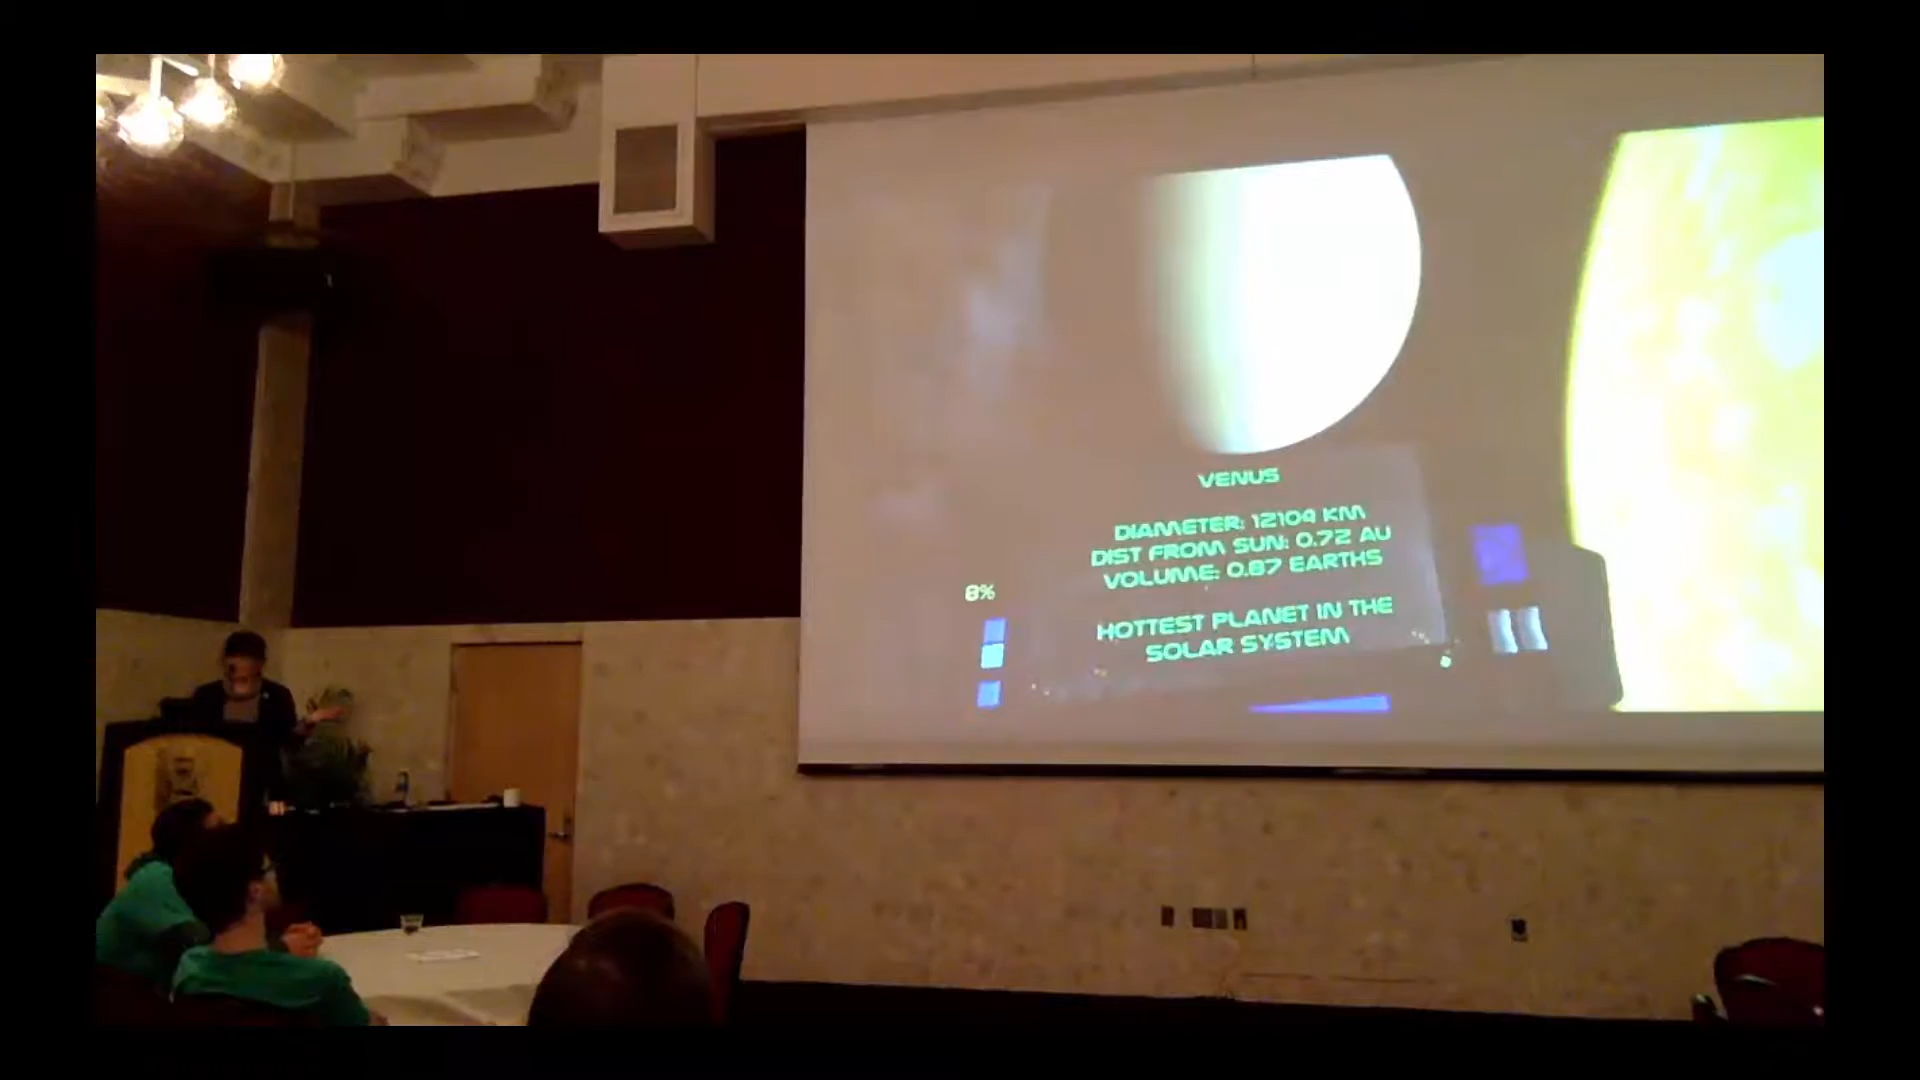 VENUS
DIAMETER: 12104 KM
DIST FROM SUN: 0.72 AU
VOLUME: 0.87 EARTHS
8%
HOTTEST PLANET IN THE
SOLAR SYSTEM